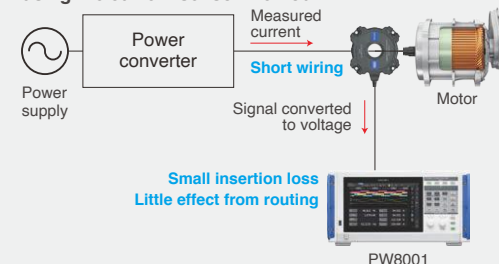 Measured
current
Power
converter
Short wiring
Power
supply
Motor
Signal converted
to voltage
Small insertion loss
Little effect from routing
PW8001